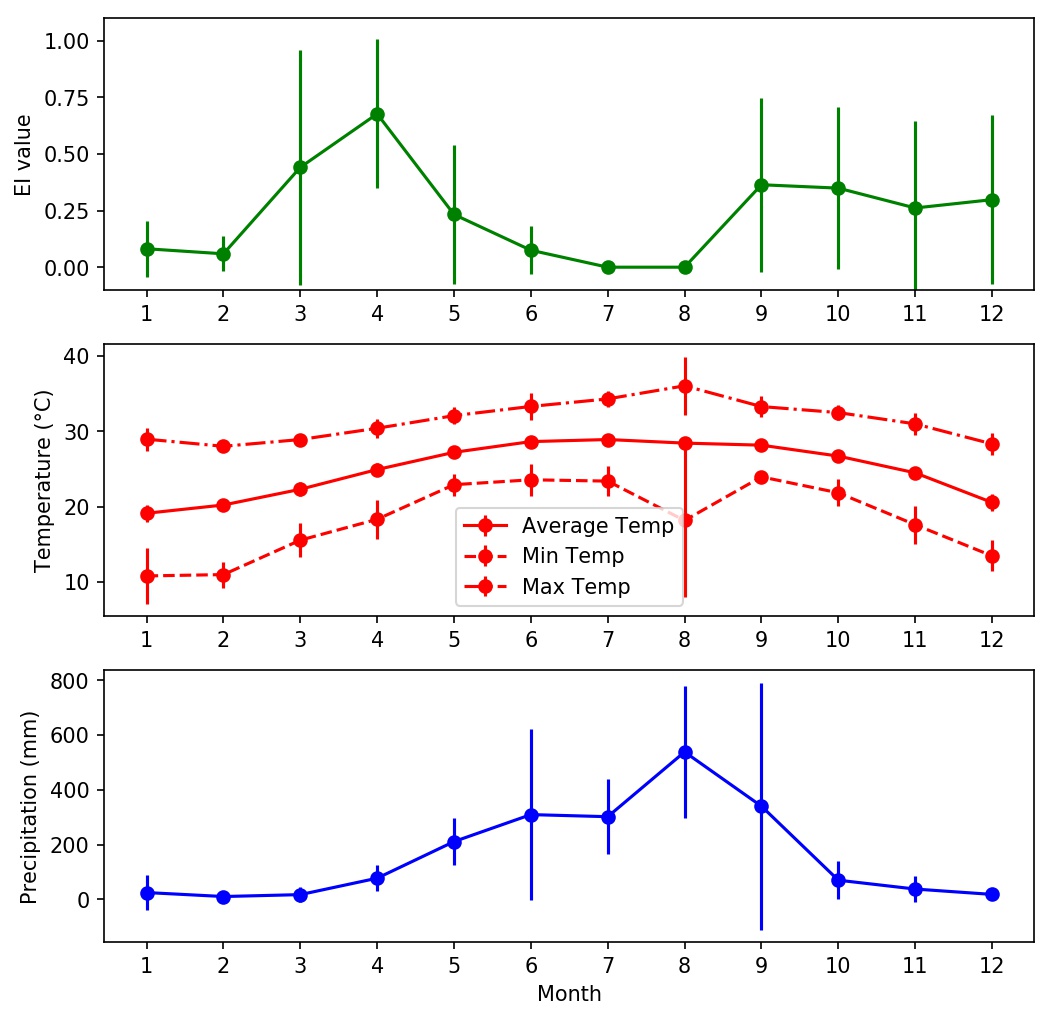 EI value
1.00
0.75
0.50
0.25
0.00
1 2 3 4 5 6 7 8 9 10 11 12
Temperature (°C)
40
30
20
10
Average Temp
Min Temp
Max Temp
1 2 3 4 5 6 7 8 9 10 11 12
Precipitation (mm)
800
600
400
200
0
1 2 3 4 5 6 7 8 9 10 11 12
Month